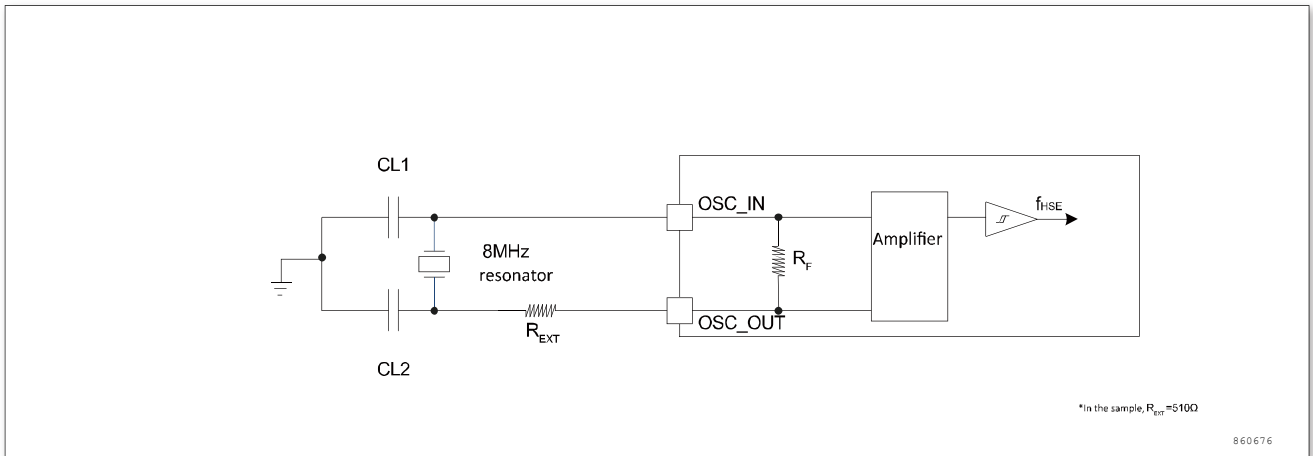 CL1
OSC_IN
fHSE
Amplifier
8MHz
resonator
RF
REXT
OSC_OUT
CL2
*In the sample, REXT=510Ω
860676